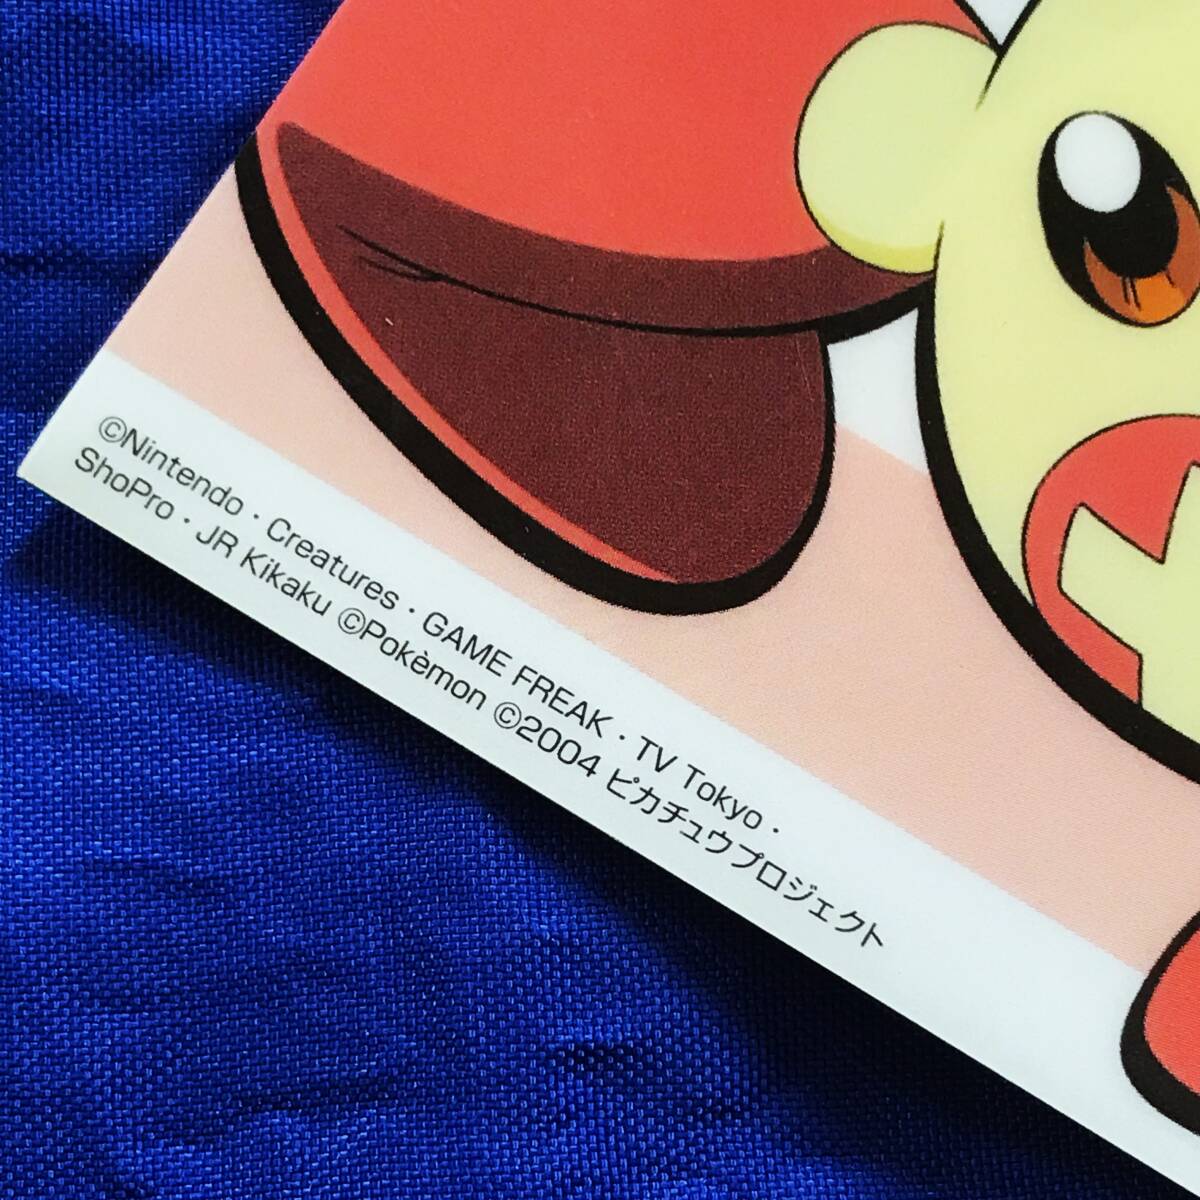 ©Nintendo・Creatures・GAME FREAK・TV Tokyo・
ShoPro・JR Kikaku ©Pokèmon ©2004 ピカチュウプロジェクト